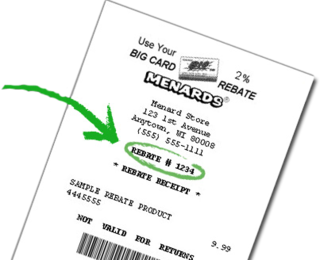 Use Your
BIG CARD
2%
REBATE
MENARDS®
Menard Store
123 1st Avenue
Anytown, WI 80008
(555) 555-1111
REBATE # 1234
* REBATE RECEIPT *
SAMPLE REBATE PRODUCT 9.99
4445555
NOT VALID FOR RETURNS